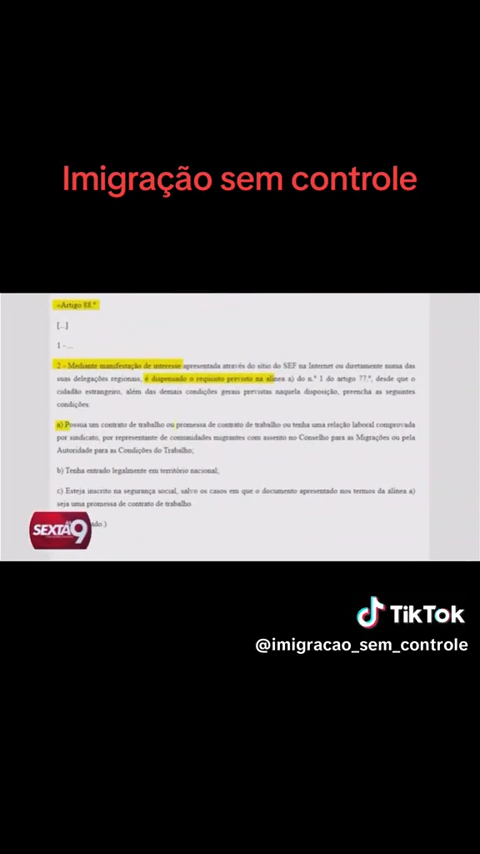 Imigração sem controle
«Artigo 88.º
[...]
1 - ...
2 - Mediante manifestação de interesse apresentada através do sítio do SEF na Internet ou diretamente numa das
suas delegações regionais, é dispensado o requisito previsto na alínea a) do n.º 1 do artigo 77.º, desde que o
cidadão estrangeiro, além das demais condições gerais previstas naquela disposição, preencha as seguintes
condições:
a) Possua um contrato de trabalho ou promessa de contrato de trabalho ou tenha uma relação laboral comprovada
por sindicato, por representante de comunidades migrantes com assento no Conselho para as Migrações ou pela
Autoridade para as Condições do Trabalho;
b) Tenha entrado legalmente em território nacional;
c) Esteja inscrito na segurança social, salvo os casos em que o documento apresentado nos termos da alínea a)
seja uma promessa de contrato de trabalho
ado.)
SEXTA 9
TikTok
@imigracao_sem_controle